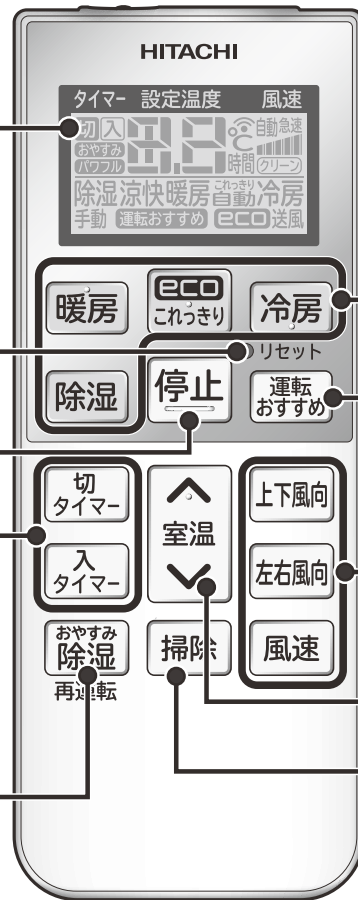 HITACHI
タイマー 設定温度 風速
切 入 8.8 ℃ 自動 急速
おやすみ
パワフル 時間 クリーン
除湿 涼快 暖房 これっきり自動 冷房
手動 運転おすすめ eco 送風
暖房 eco これっきり 冷房
リセット
除湿 停止 運転おすすめ
切タイマー 室温 上下風向
入タイマー 左右風向
おやすみ除湿 掃除 風速
再運転